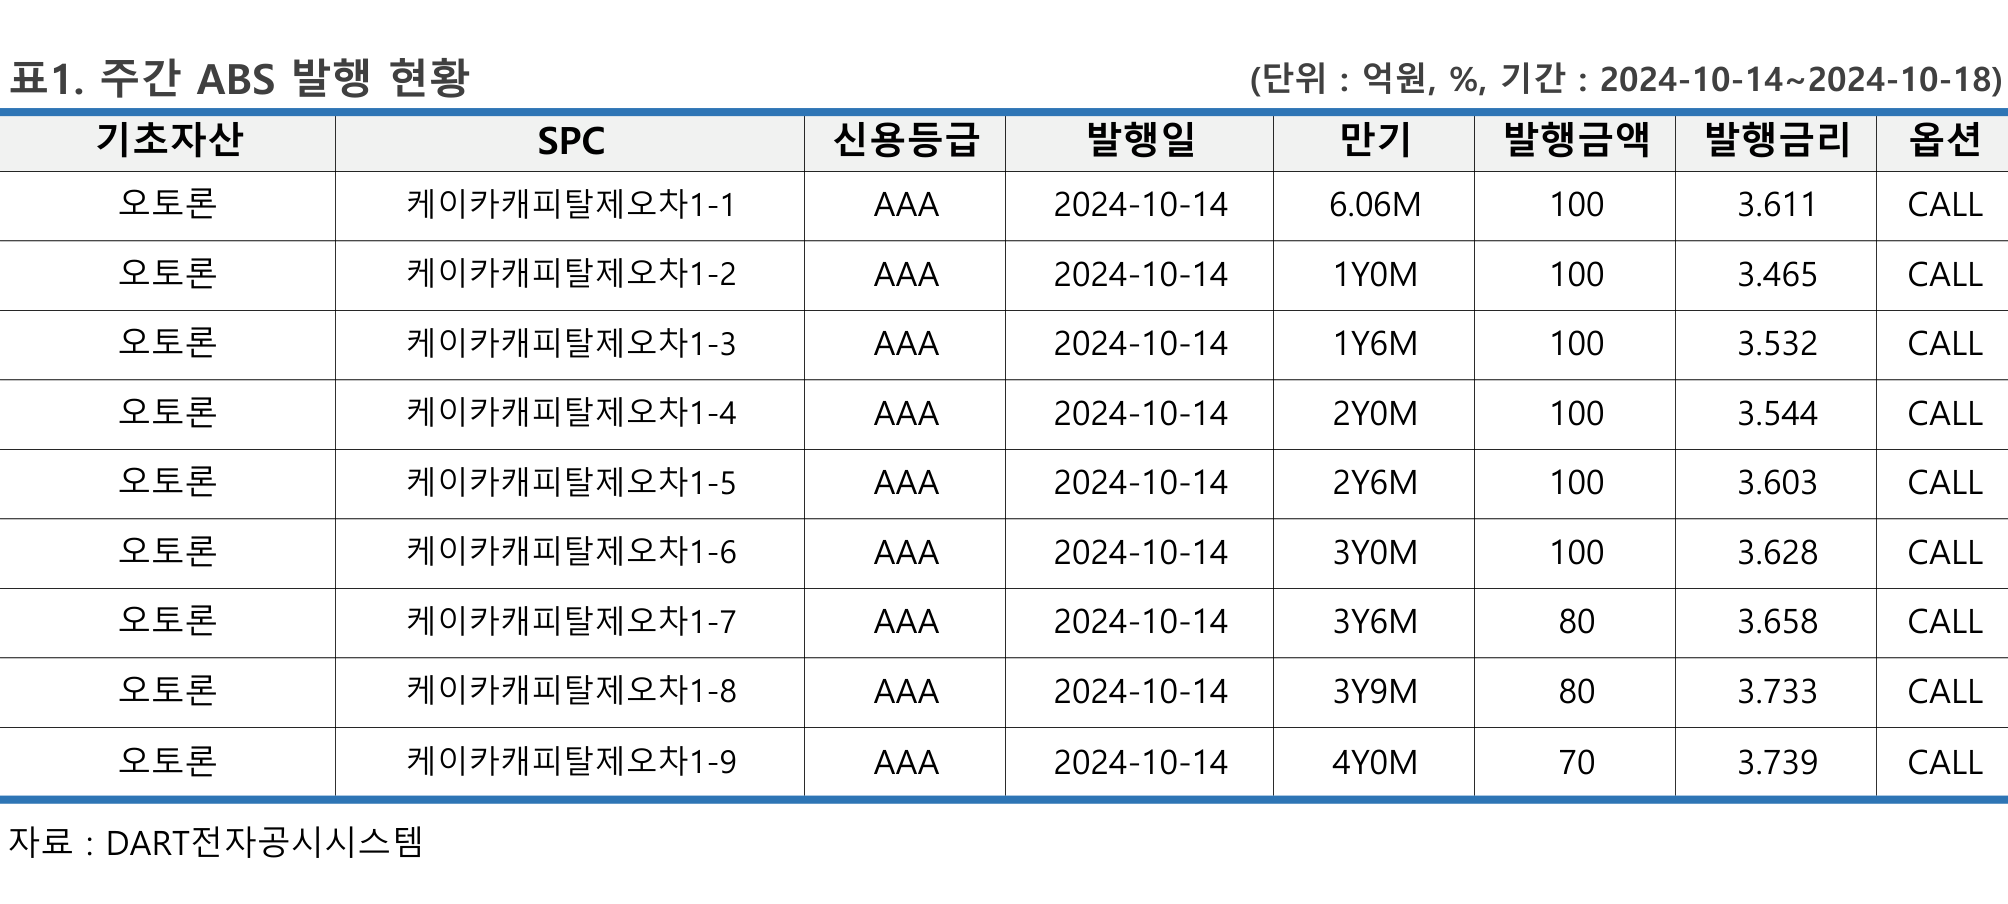 표1. 주간 ABS 발행 현황 (단위 : 억원, %, 기간 : 2024-10-14~2024-10-18)
기초자산 SPC 신용등급 발행일 만기 발행금액 발행금리 옵션
오토론 케이카캐피탈제오차1-1 AAA 2024-10-14 6.06M 100 3.611 CALL
오토론 케이카캐피탈제오차1-2 AAA 2024-10-14 1Y0M 100 3.465 CALL
오토론 케이카캐피탈제오차1-3 AAA 2024-10-14 1Y6M 100 3.532 CALL
오토론 케이카캐피탈제오차1-4 AAA 2024-10-14 2Y0M 100 3.544 CALL
오토론 케이카캐피탈제오차1-5 AAA 2024-10-14 2Y6M 100 3.603 CALL
오토론 케이카캐피탈제오차1-6 AAA 2024-10-14 3Y0M 100 3.628 CALL
오토론 케이카캐피탈제오차1-7 AAA 2024-10-14 3Y6M 80 3.658 CALL
오토론 케이카캐피탈제오차1-8 AAA 2024-10-14 3Y9M 80 3.733 CALL
오토론 케이카캐피탈제오차1-9 AAA 2024-10-14 4Y0M 70 3.739 CALL
자료 : DART전자공시시스템